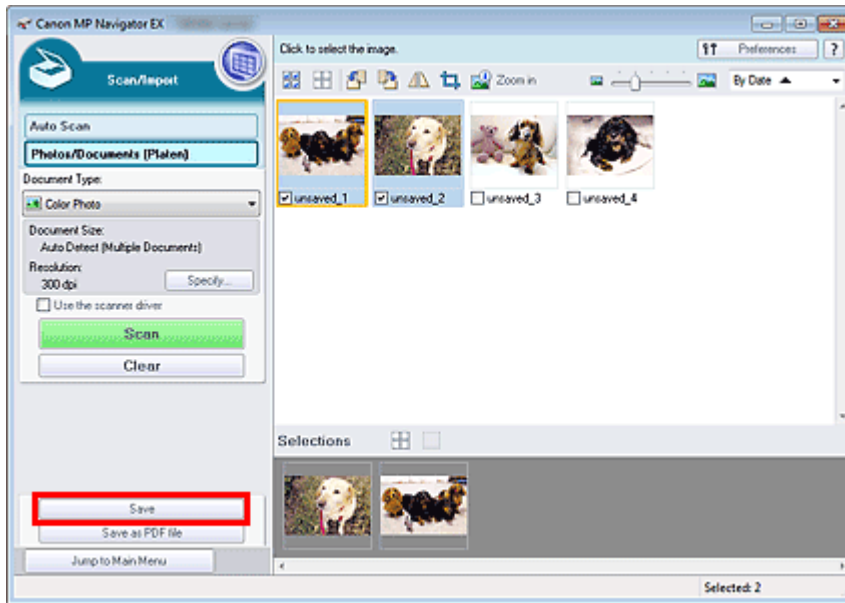 Canon MP Navigator EX
Scan/Import
Auto Scan
Photos/Documents (Platen)
Document Type:
Color Photo
Document Size:
Auto Detect (Multiple Documents)
Resolution:
300 dpi
Specify...
Use the scanner driver
Scan
Clear
Save
Save as PDF file
Jump to Main Menu
Click to select the image.
Preferences
?
Zoom in
By Date
unsaved_1
unsaved_2
unsaved_3
unsaved_4
Selections
Selected: 2